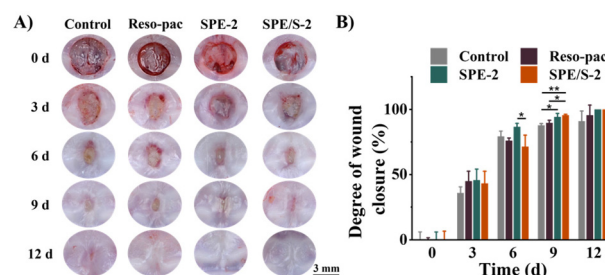 A)
Control Reso-pac SPE-2 SPE/S-2
0 d
3 d
6 d
9 d
12 d
3 mm
B)
Control Reso-pac
SPE-2 SPE/S-2
Degree of wound
closure (%)
100
50
0
*
**
*
*
0 3 6 9 12
Time (d)